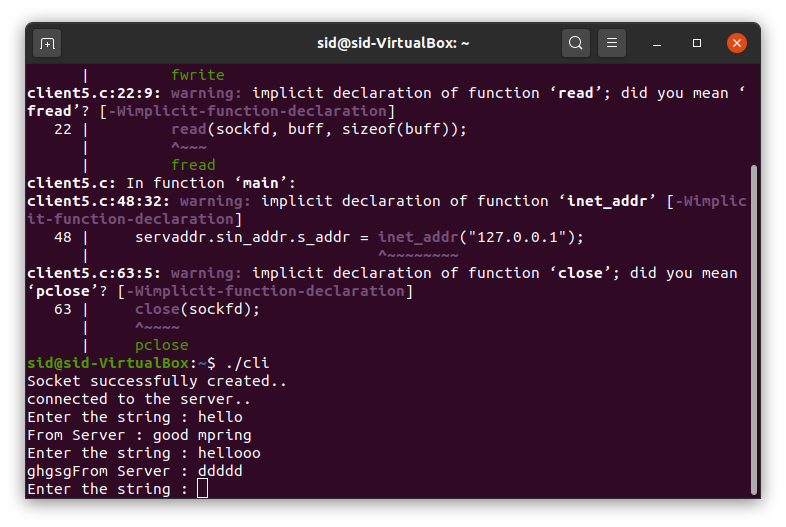 sid@sid-VirtualBox: ~
| fwrite
client5.c:22:9: warning: implicit declaration of function ‘read’; did you mean ‘
fread’? [-Wimplicit-function-declaration]
22 | read(sockfd, buff, sizeof(buff));
| ^~~~
| fread
client5.c: In function ‘main’:
client5.c:48:32: warning: implicit declaration of function ‘inet_addr’ [-Wimplic
it-function-declaration]
48 | servaddr.sin_addr.s_addr = inet_addr("127.0.0.1");
| ^~~~~~~~~
client5.c:63:5: warning: implicit declaration of function ‘close’; did you mean
‘pclose’? [-Wimplicit-function-declaration]
63 | close(sockfd);
| ^~~~~
| pclose
sid@sid-VirtualBox:~$ ./cli
Socket successfully created..
connected to the server..
Enter the string : hello
From Server : good mpring
Enter the string : hellooo
ghgsgFrom Server : ddddd
Enter the string :